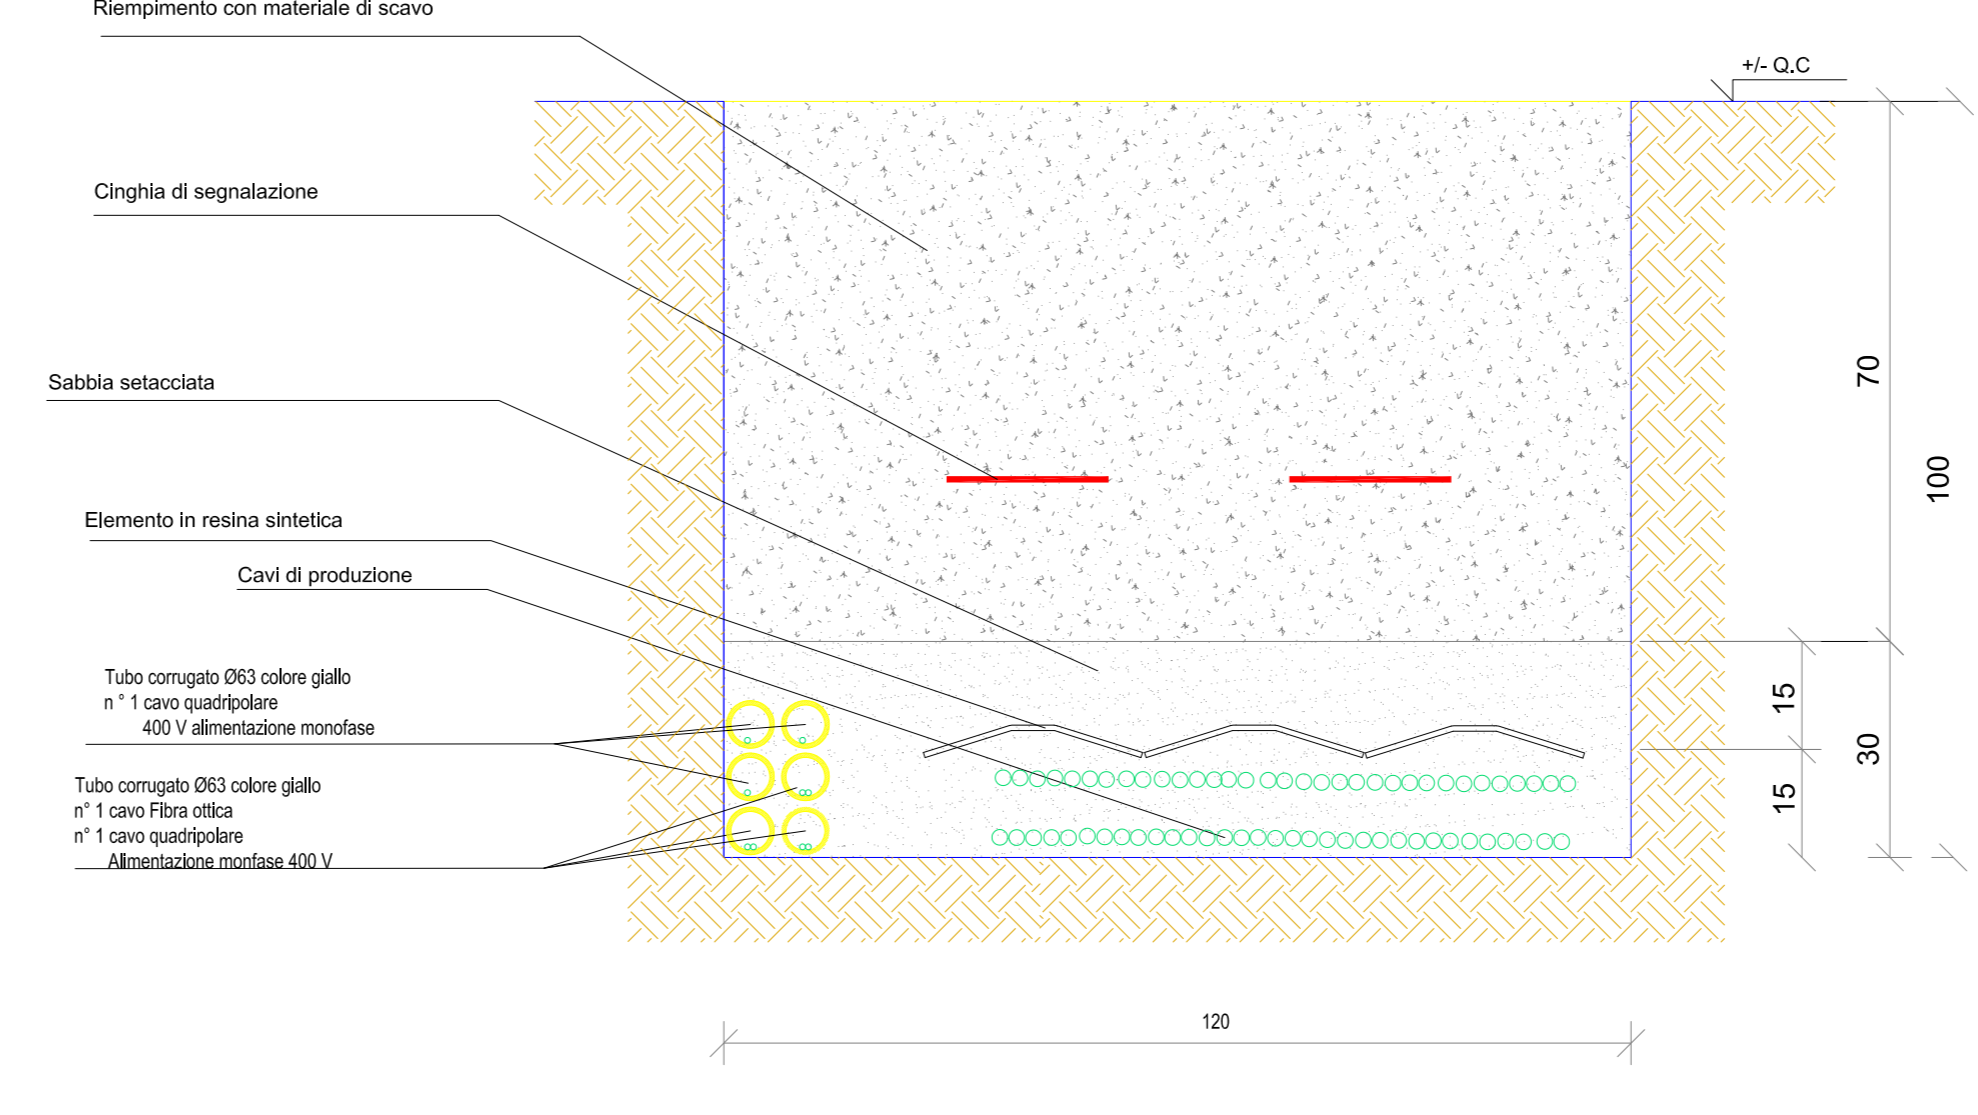 Riempimento con materiale di scavo
+/- Q.C
Cinghia di segnalazione
Sabbia setacciata
70
100
Elemento in resina sintetica
Cavi di produzione
Tubo corrugato Ø63 colore giallo
n ° 1 cavo quadripolare
400 V alimentazione monofase
15
30
15
Tubo corrugato Ø63 colore giallo
n° 1 cavo Fibra ottica
n° 1 cavo quadripolare
Alimentazione monfase 400 V
120